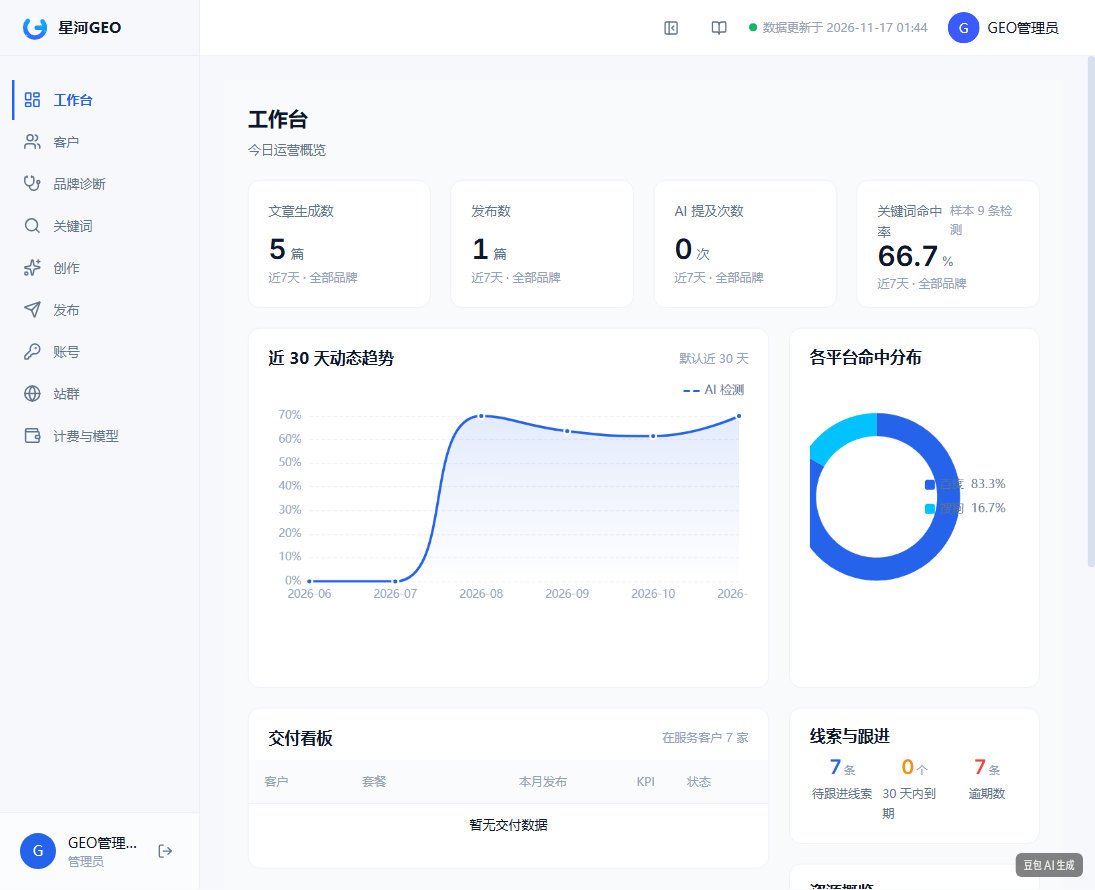 星河GEO
数据更新于 2026-11-17 01:44
G
GEO管理员
工作台
客户
品牌诊断
关键词
创作
发布
账号
站群
计费与模型
G
GEO管理...
管理员
工作台
今日运营概览
文章生成数
5 篇
近7天 · 全部品牌
发布数
1 篇
近7天 · 全部品牌
AI 提及次数
0 次
近7天 · 全部品牌
关键词命中率
样本 9 条检测
66.7 %
近7天 · 全部品牌
近 30 天动态趋势
默认近 30 天
AI 检测
70%
60%
50%
40%
30%
20%
10%
0%
2026-06
2026-07
2026-08
2026-09
2026-10
2026-
各平台命中分布
83.3%
16.7%
交付看板
在服务客户 7 家
客户 套餐 本月发布 KPI 状态
暂无交付数据
线索与跟进
7 条
待跟进线索
0 个
30 天内到期
7 条
逾期数
资源概览
豆包 AI 生成